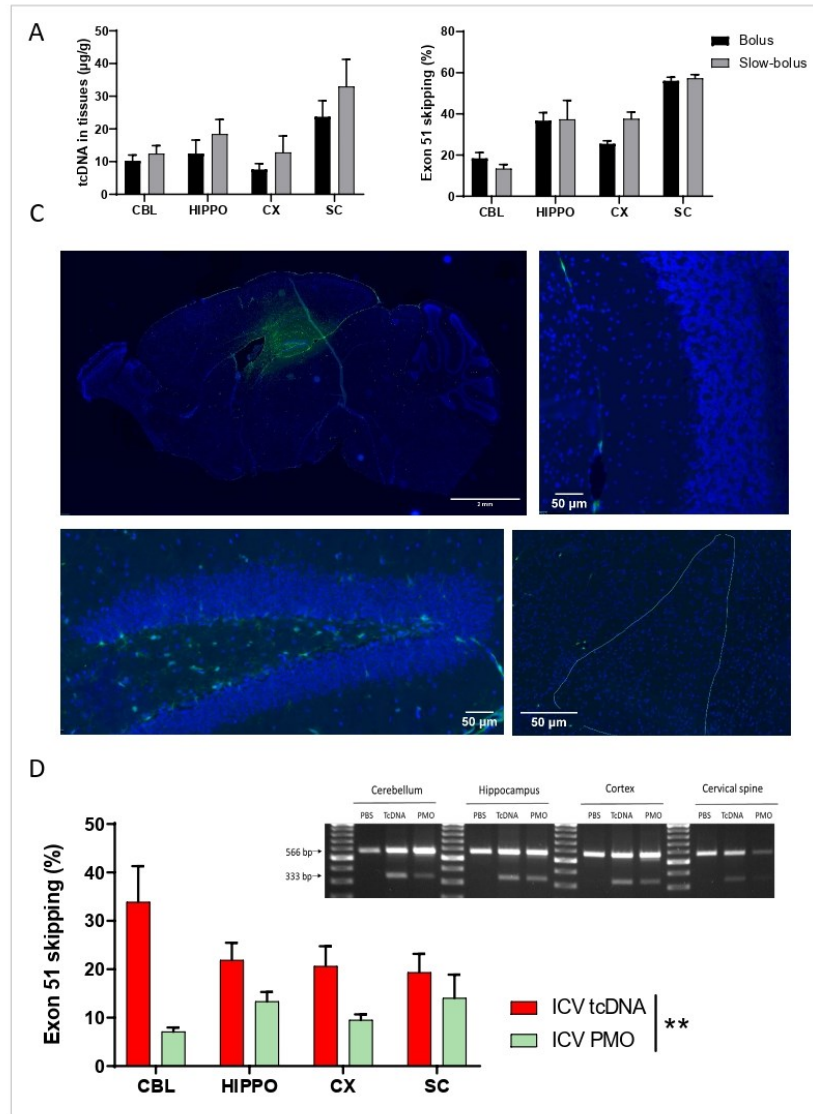 A
tcDNA in tissues (µg/g)
50
40
30
20
10
0
CBL HIPPO CX SC
Exon 51 skipping (%)
80
60
40
20
0
CBL HIPPO CX SC
Bolus
Slow-bolus
C
2 mm
50 µm
50 µm
50 µm
D
Exon 51 skipping (%)
50
40
30
20
10
0
CBL HIPPO CX SC
Cerebellum Hippocampus Cortex Cervical spine
PBS TcDNA PMO PBS TcDNA PMO PBS TcDNA PMO PBS TcDNA PMO
566 bp
333 bp
ICV tcDNA
ICV PMO
**